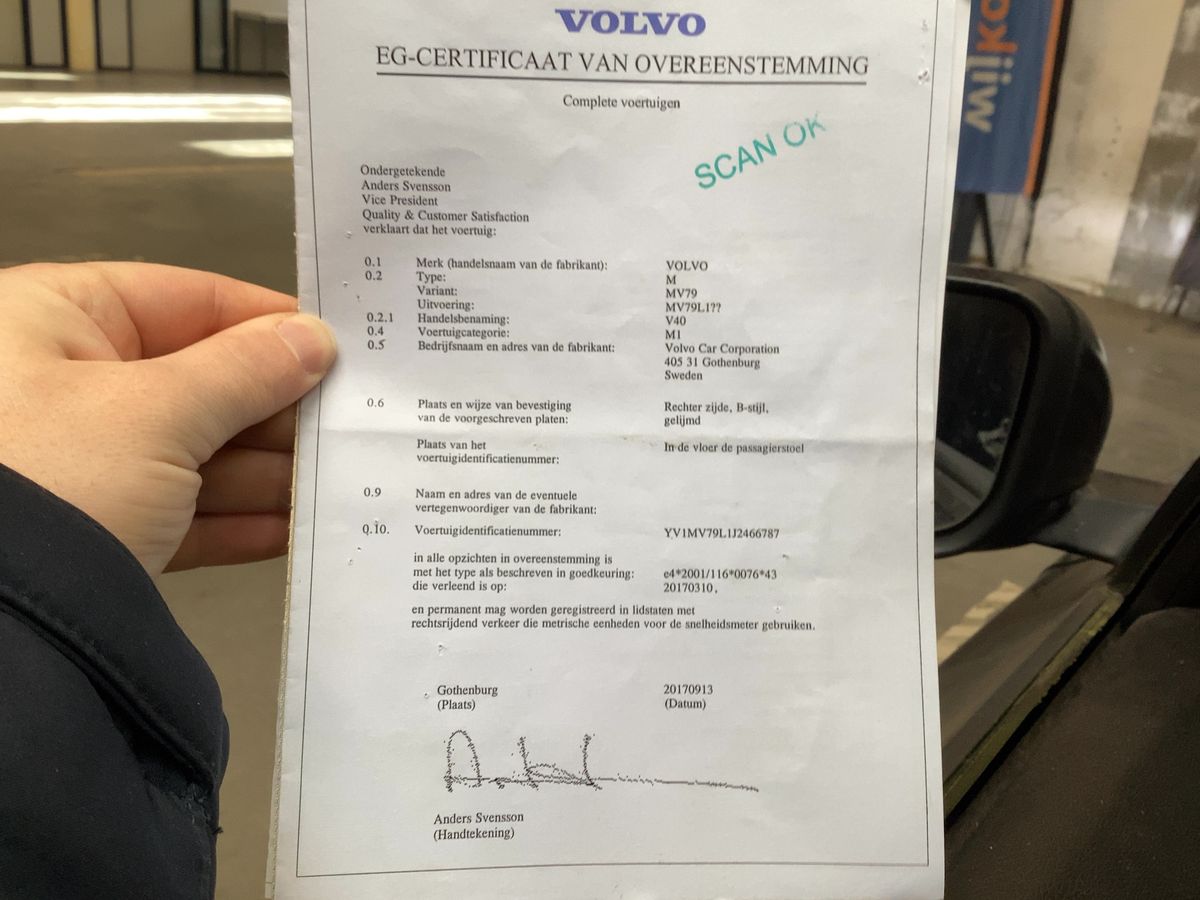 VOLVO
EG-CERTIFICAAT VAN OVEREENSTEMMING
Complete voertuigen
SCAN OK
Ondergetekende
Anders Svensson
Vice President
Quality & Customer Satisfaction
verklaart dat het voertuig:
0.1 Merk (handelsnaam van de fabrikant): VOLVO
0.2 Type: M
Variant: MV79
Uitvoering: MV79L1??
0.2.1 Handelsbenaming: V40
0.4 Voertuigcategorie: M1
0.5 Bedrijfsnaam en adres van de fabrikant: Volvo Car Corporation
405 31 Gothenburg
Sweden
0.6 Plaats en wijze van bevestiging Rechter zijde, B-stijl,
van de voorgeschreven platen: gelijmd
Plaats van het In de vloer de passagierstoel
voertuigidentificatienummer:
0.9 Naam en adres van de eventuele
vertegenwoordiger van de fabrikant:
0.10. Voertuigidentificatienummer: YV1MV79L1J2466787
in alle opzichten in overeenstemming is
met het type als beschreven in goedkeuring: e4*2001/116*0076*43
die verleend is op: 20170310,
en permanent mag worden geregistreerd in lidstaten met
rechtsrijdend verkeer die metrische eenheden voor de snelheidsmeter gebruiken.
Gothenburg 20170913
(Plaats) (Datum)
Anders Svensson
(Handtekening)